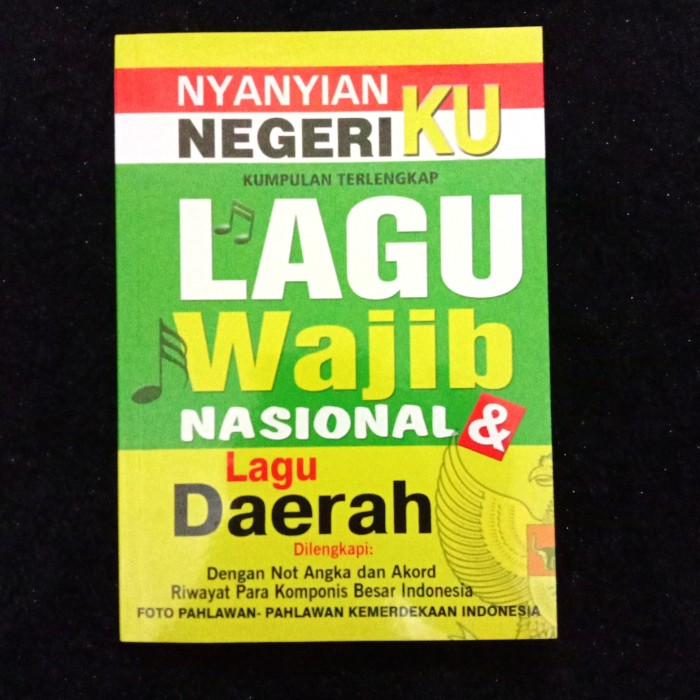 NYANYIAN
NEGERIKU
KUMPULAN TERLENGKAP
LAGU
Wajib
NASIONAL &
Lagu
Daerah
Dilengkapi:
Dengan Not Angka dan Akord
Riwayat Para Komponis Besar Indonesia
FOTO PAHLAWAN- PAHLAWAN KEMERDEKAAN INDONESIA